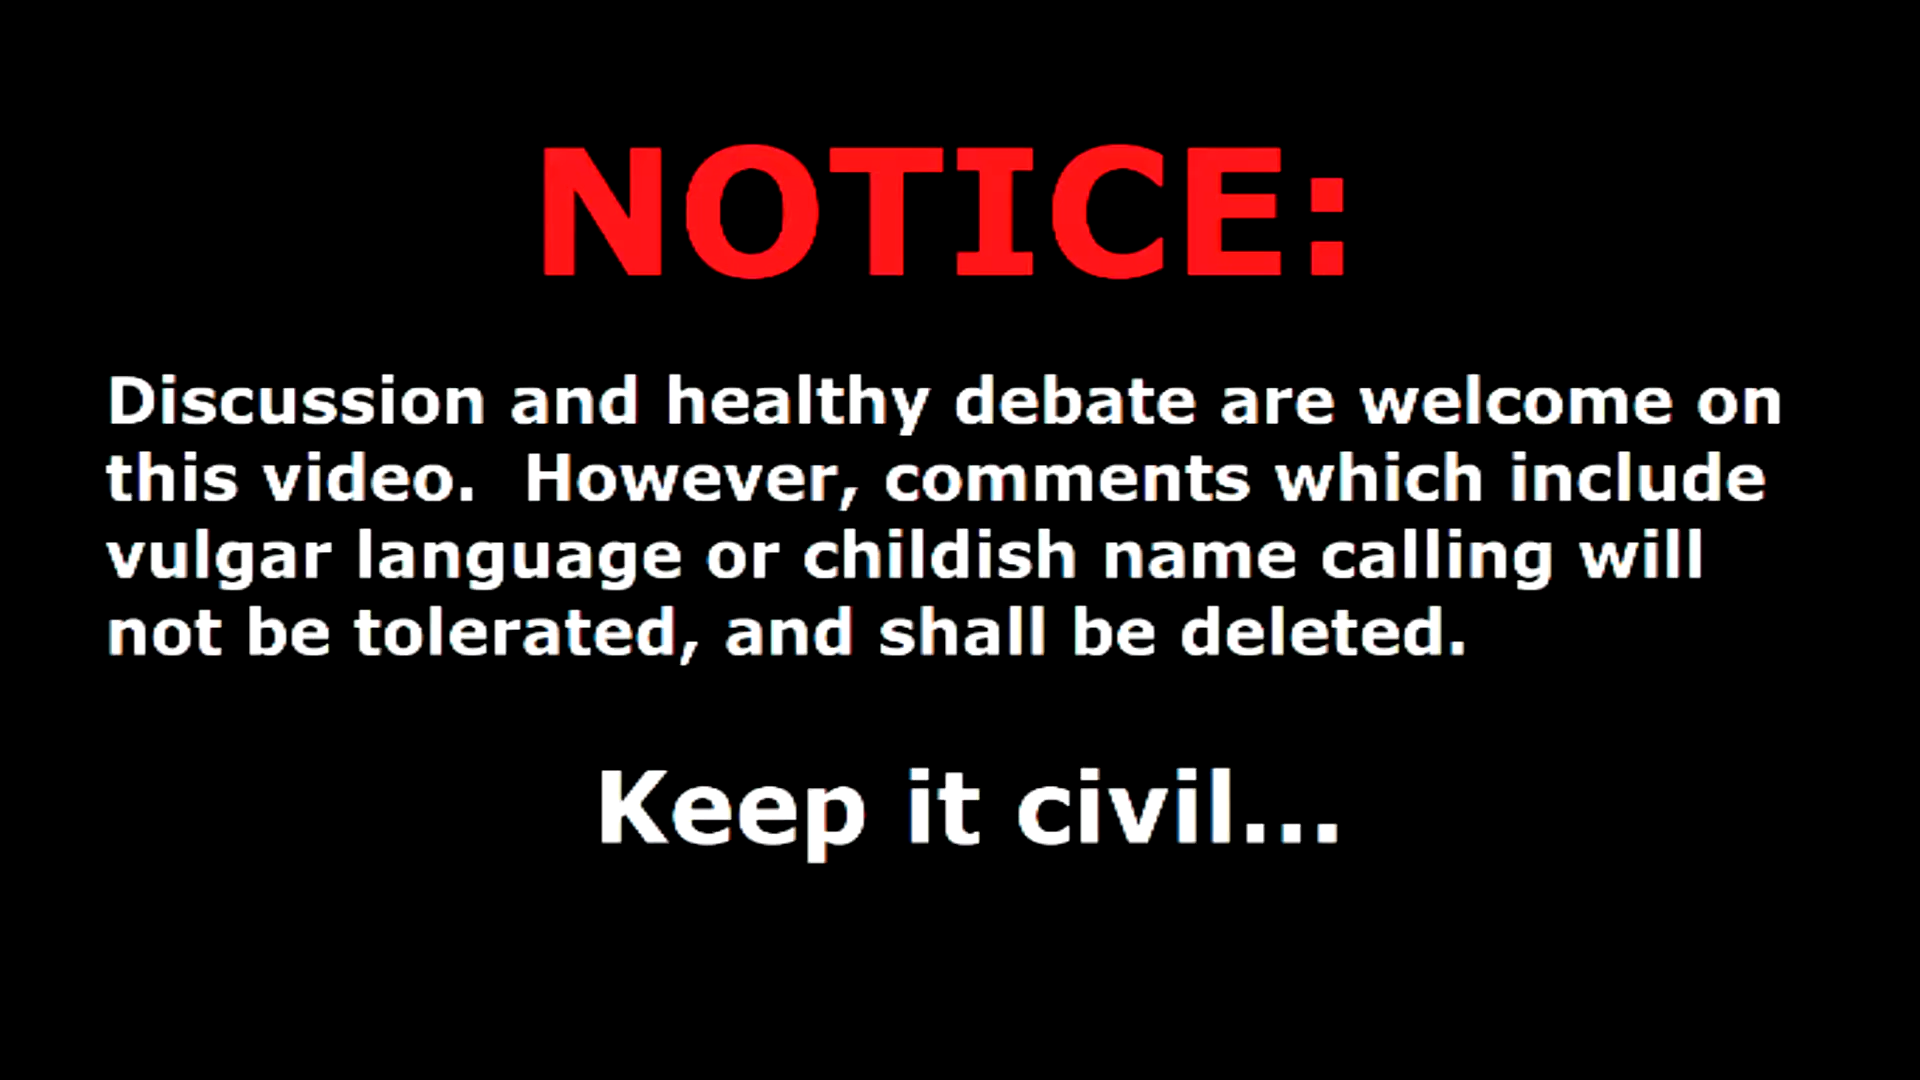 NOTICE:
Discussion and healthy debate are welcome on
this video.  However, comments which include
vulgar language or childish name calling will
not be tolerated, and shall be deleted.
Keep it civil...